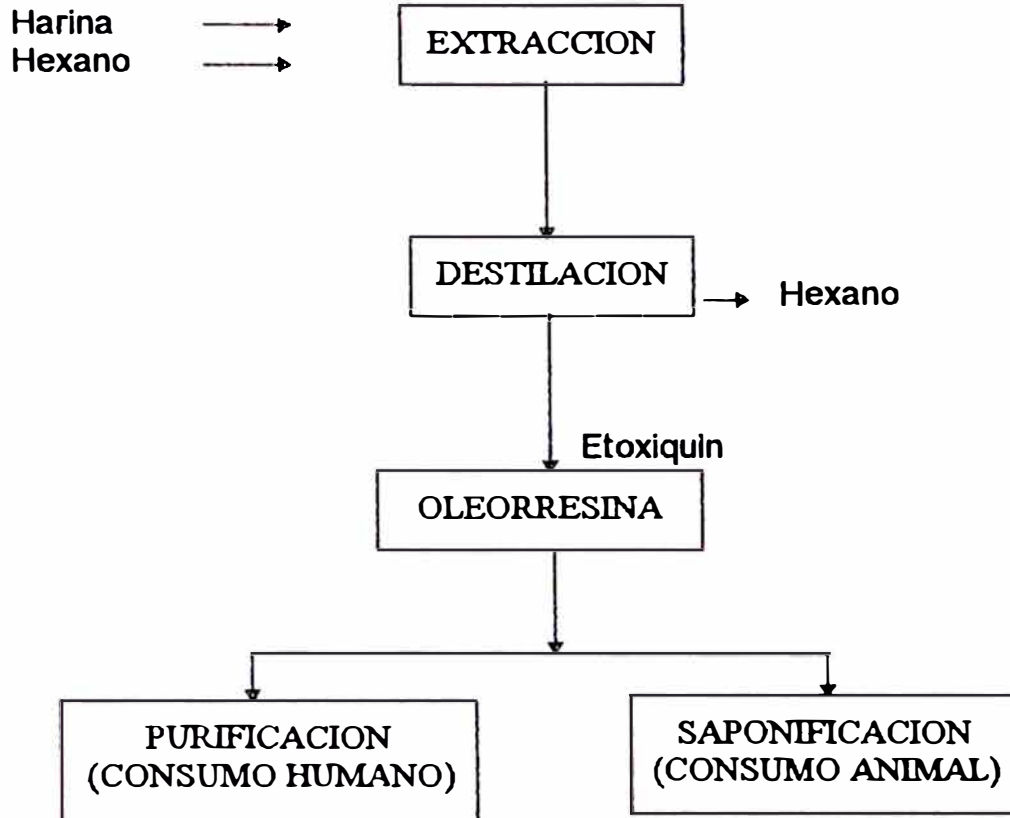 Harina
Hexano
EXTRACCION
DESTILACION
Hexano
Etoxiquin
OLEORRESINA
PURIFICACION
(CONSUMO HUMANO)
SAPONIFICACION
(CONSUMO ANIMAL)